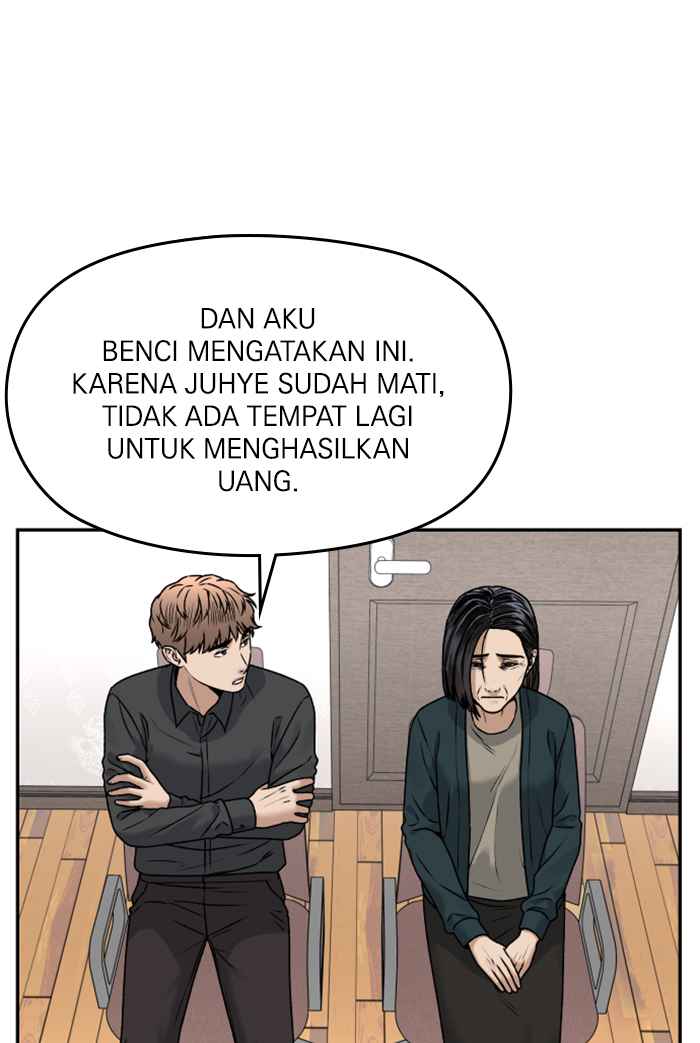 DAN AKU
BENCI MENGATAKAN INI.
KARENA JUHYE SUDAH MATI,
TIDAK ADA TEMPAT LAGI
UNTUK MENGHASILKAN
UANG.